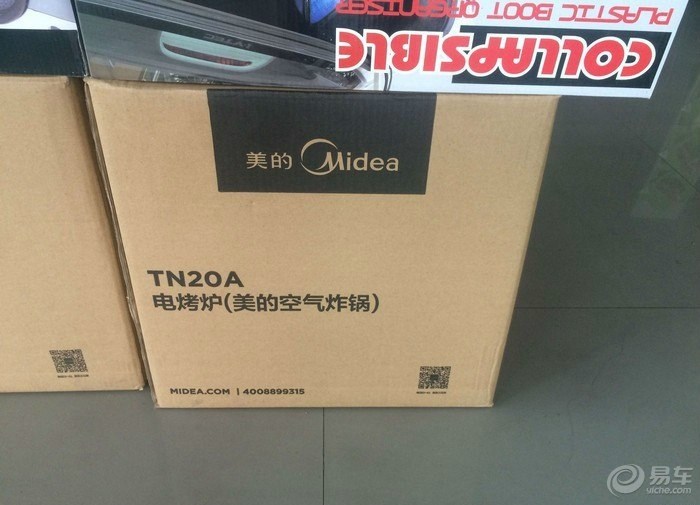 COLLAPSIBLE
PLASTIC BOOT ORGANISER
美的 Midea
TN20A
电烤炉(美的空气炸锅)
MIDEA.COM | 4008899315
易车
yiche.com